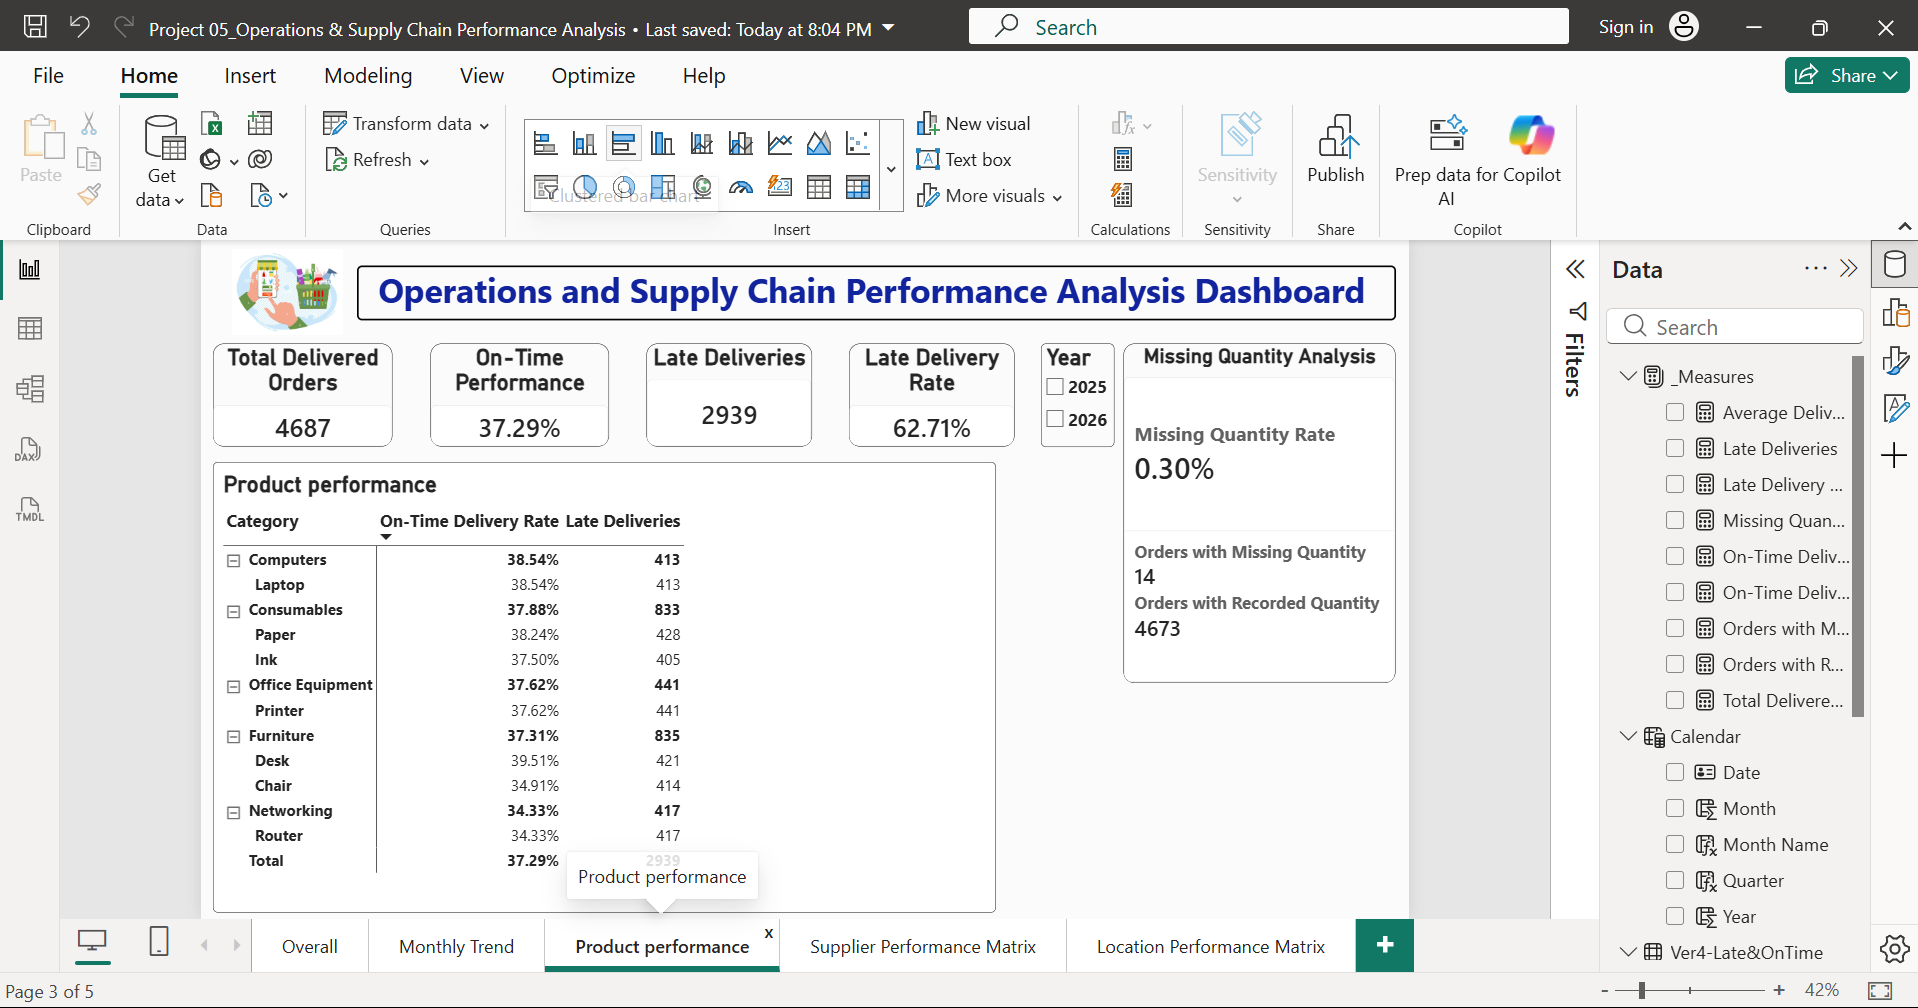 Project 05_Operations & Supply Chain Performance Analysis • Last saved: Today at 8:04 PM
Search
Sign in
File
Home
Insert
Modeling
View
Optimize
Help
Share
Paste
Clipboard
Get data
Data
Transform data
Refresh
Queries
Clustered bar chart
New visual
Text box
More visuals
Insert
Calculations
Sensitivity
Sensitivity
Publish
Share
Prep data for AI
Copilot
Copilot
DAX
TMDL
Operations and Supply Chain Performance Analysis Dashboard
Total Delivered Orders
4687
On-Time Performance
37.29%
Late Deliveries
2939
Late Delivery Rate
62.71%
Year
2025
2026
Missing Quantity Analysis
Missing Quantity Rate
0.30%
Orders with Missing Quantity
14
Orders with Recorded Quantity
4673
Product performance
Category On-Time Delivery Rate Late Deliveries
Computers 38.54% 413
Laptop 38.54% 413
Consumables 37.88% 833
Paper 38.24% 428
Ink 37.50% 405
Office Equipment 37.62% 441
Printer 37.62% 441
Furniture 37.31% 835
Desk 39.51% 421
Chair 34.91% 414
Networking 34.33% 417
Router 34.33% 417
Total 37.29% 2939
Product performance
Filters
Data
Search
_Measures
Average Deliv...
Late Deliveries
Late Delivery ...
Missing Quan...
On-Time Deliv...
On-Time Deliv...
Orders with M...
Orders with R...
Total Delivere...
Calendar
Date
Month
Month Name
Quarter
Year
Ver4-Late&OnTime
Overall
Monthly Trend
Product performance
x
Supplier Performance Matrix
Location Performance Matrix
Page 3 of 5
42%